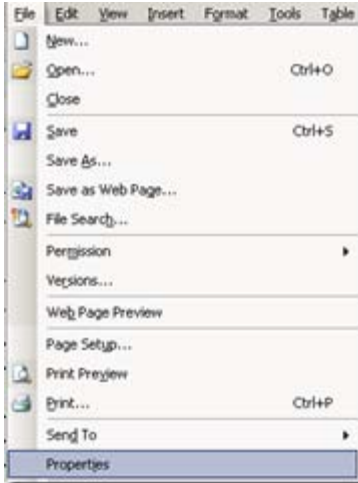 File Edit View Insert Format Tools Table
New...
Open... Ctrl+O
Close
Save Ctrl+S
Save As...
Save as Web Page...
File Search...
Permission
Versions...
Web Page Preview
Page Setup...
Print Preview
Print... Ctrl+P
Send To
Properties